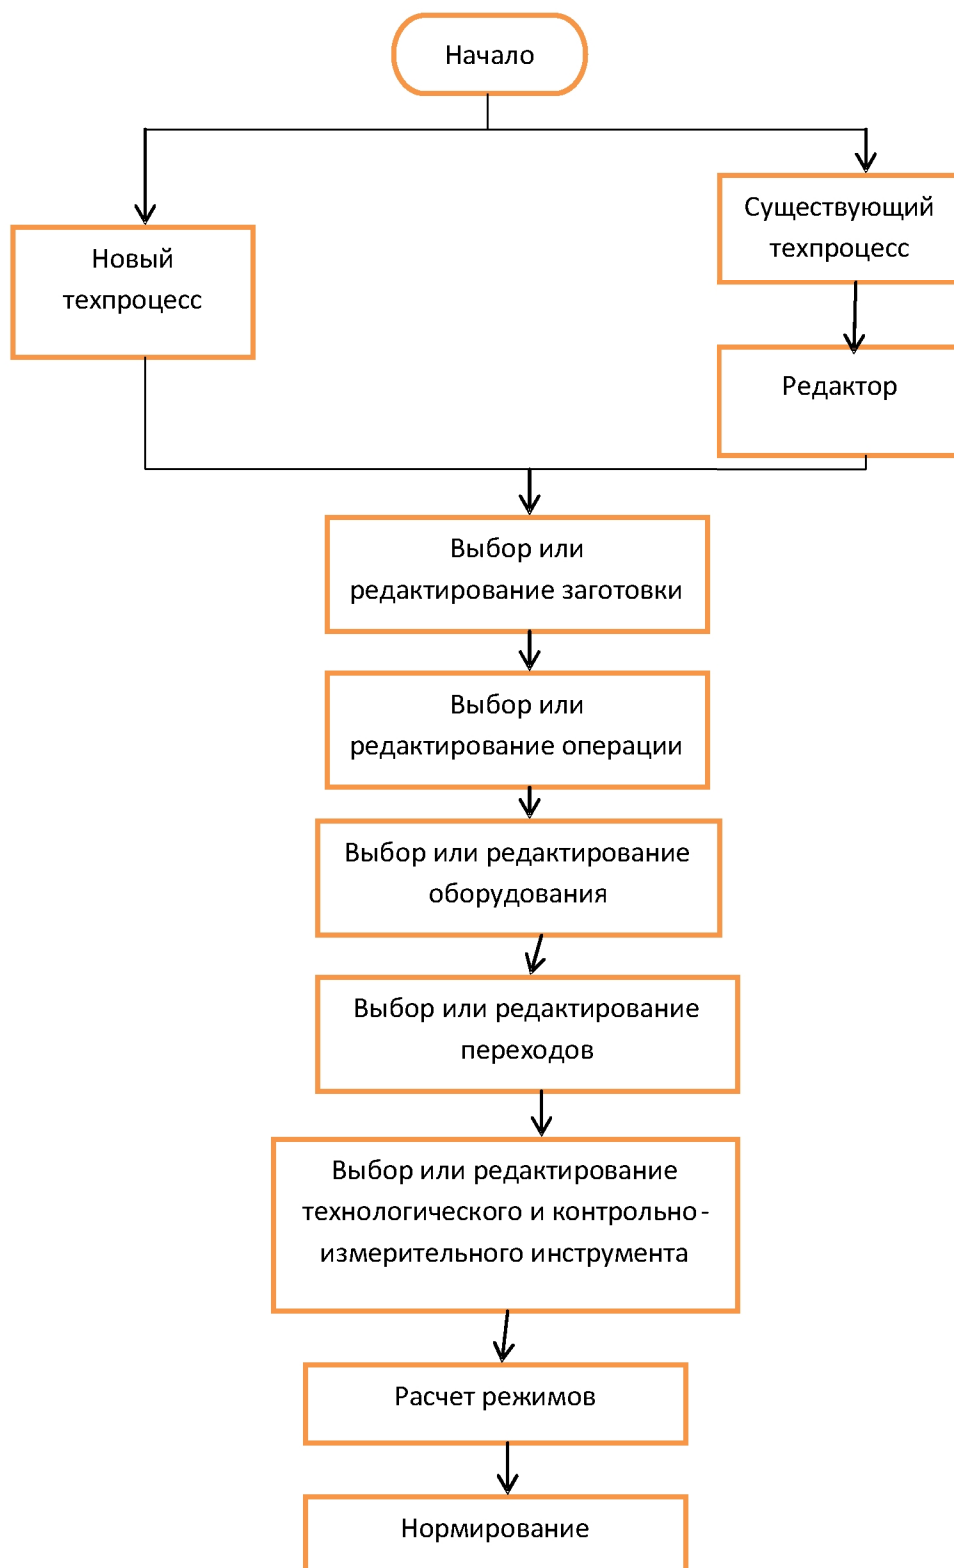 Начало
Существующий
техпроцесс
Новый
техпроцесс
Редактор
Выбор или
редактирование заготовки
Выбор или
редактирование операции
Выбор или редактирование
оборудования
Выбор или редактирование
переходов
Выбор или редактирование
технологического и контрольно-
измерительного инструмента
Расчет режимов
Нормирование